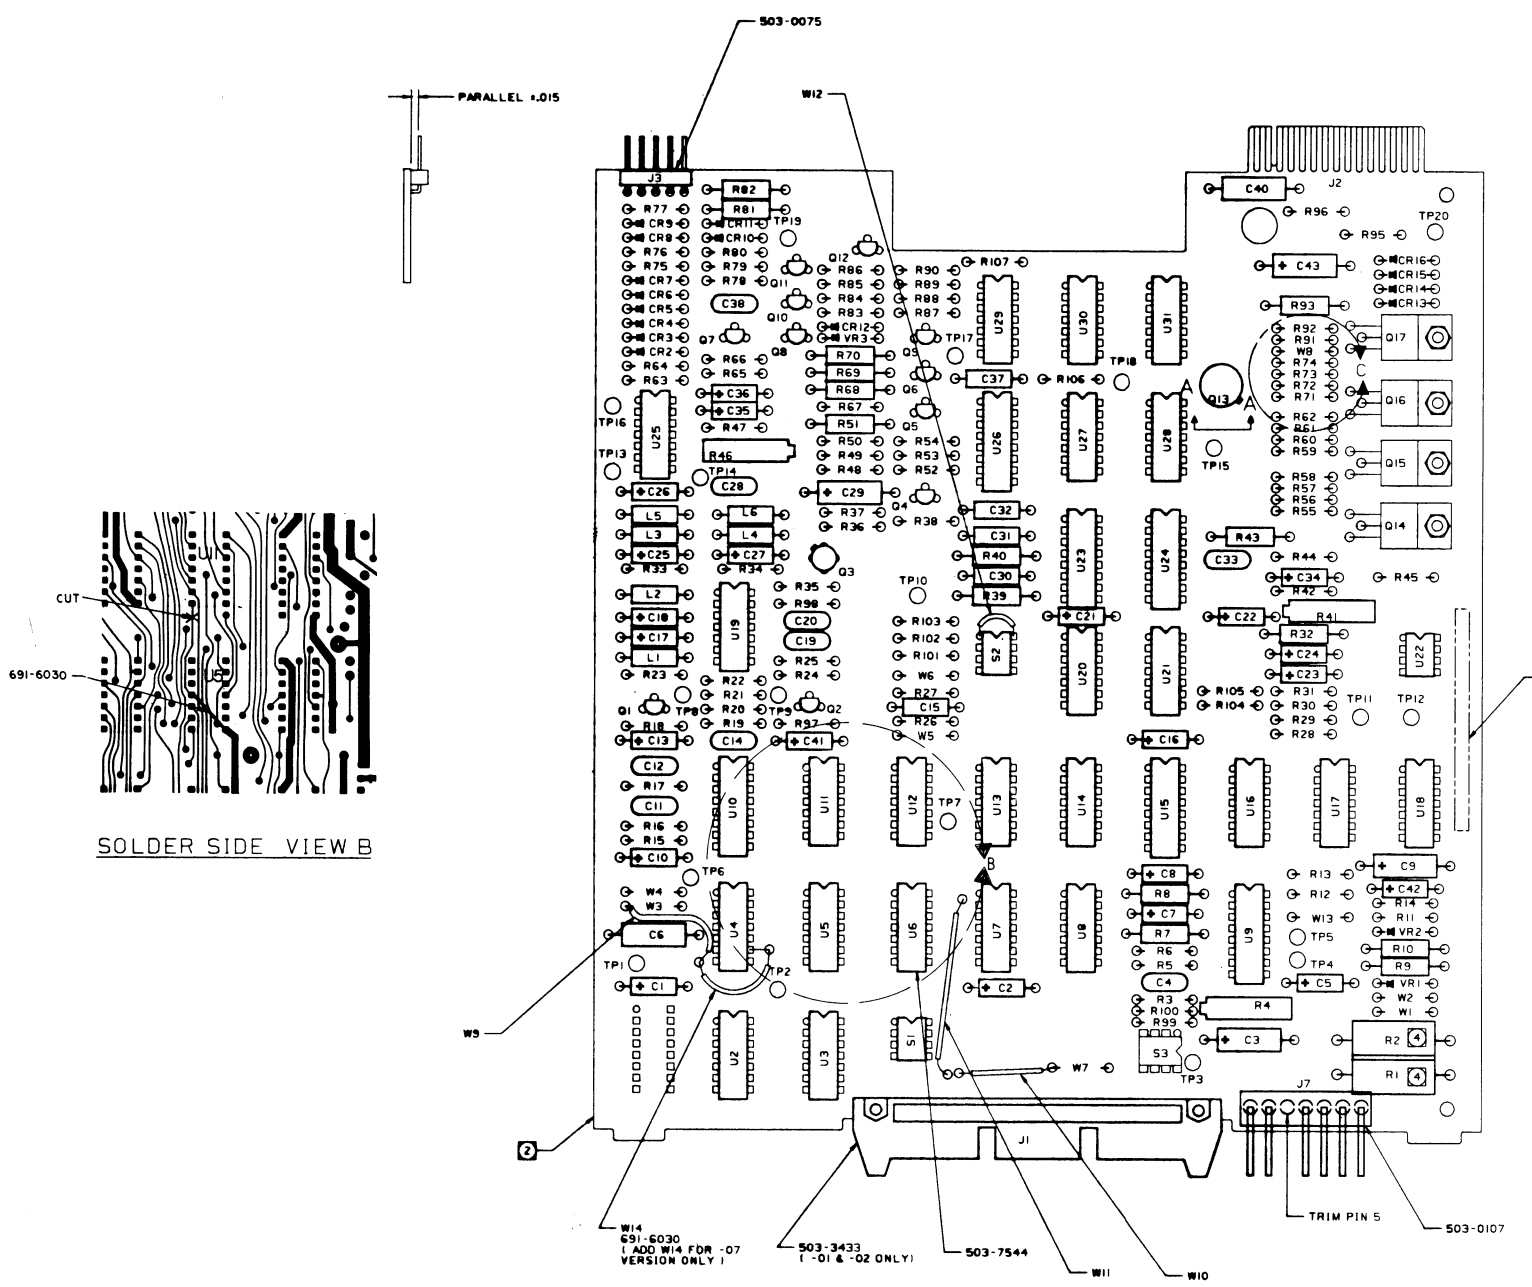 503-0075
PARALLEL ±.015
W12
J3
J2
R82
C40
R77
R81
R96
TP20
CR9
CR11
TP19
CR8
CR10
R95
R76
R80
Q12
R107
R75
R79
R86
R90
C43
CR16
CR7
R78
Q11
R85
R89
CR15
CR6
R84
R88
CR14
CR5
C38
R83
R87
R93
CR13
CR4
Q10
CR12
U29
U30
U31
R92
Q17
CR3
Q7
VR3
TP17
R91
CR2
Q8
R70
Q9
W8
R64
R66
R69
TP18
R74
C
R63
R65
R68
Q6
C37
R106
R73
C36
R67
A
Q13
A
R72
R71
Q16
TP16
C35
R51
Q5
R62
U25
R47
R50
R54
U26
U27
U28
R61
R60
TP13
R46
R49
R53
TP15
R59
Q15
TP14
R48
R52
R58
C26
C28
C29
Q4
R57
L5
L6
R37
R38
C32
R56
R55
Q14
L3
L4
R36
C31
R43
C25
C27
R40
U23
U24
C33
R44
R33
R34
Q3
C30
C34
R45
L2
R35
TP10
R39
R42
C18
U19
R98
R103
C21
C22
R41
C17
C20
R102
S2
R32
L1
C19
R101
U20
U21
C24
U22
R23
R22
R25
W6
C23
R21
R24
R27
R105
R31
TP11
TP12
Q1
TP8
R20
TP9
Q2
C15
R104
R30
R18
R19
R97
R26
R29
C13
C14
C41
W5
C16
R28
C12
R17
U10
U11
U12
TP7
U13
U14
U15
U16
U17
U18
C11
R16
R15
C10
B
TP6
C8
R13
C9
W4
R8
R12
C42
W3
U4
U5
U6
U7
U8
C7
U9
W13
R14
R11
C6
R7
TP5
VR2
R6
R10
TP1
TP2
R5
TP4
R9
C1
C2
C4
C5
VR1
R3
R4
W2
R100
W1
R99
U2
U3
S1
S3
C3
R2 4
W7
TP3
R1 4
J7
J1
W9
2
U1
CUT
691-6030
U5
SOLDER SIDE VIEW B
W14
691-6030
( ADD W14 FOR -07
VERSION ONLY )
503-3433
( -01 & -02 ONLY)
503-7544
W11
W10
TRIM PIN 5
503-0107